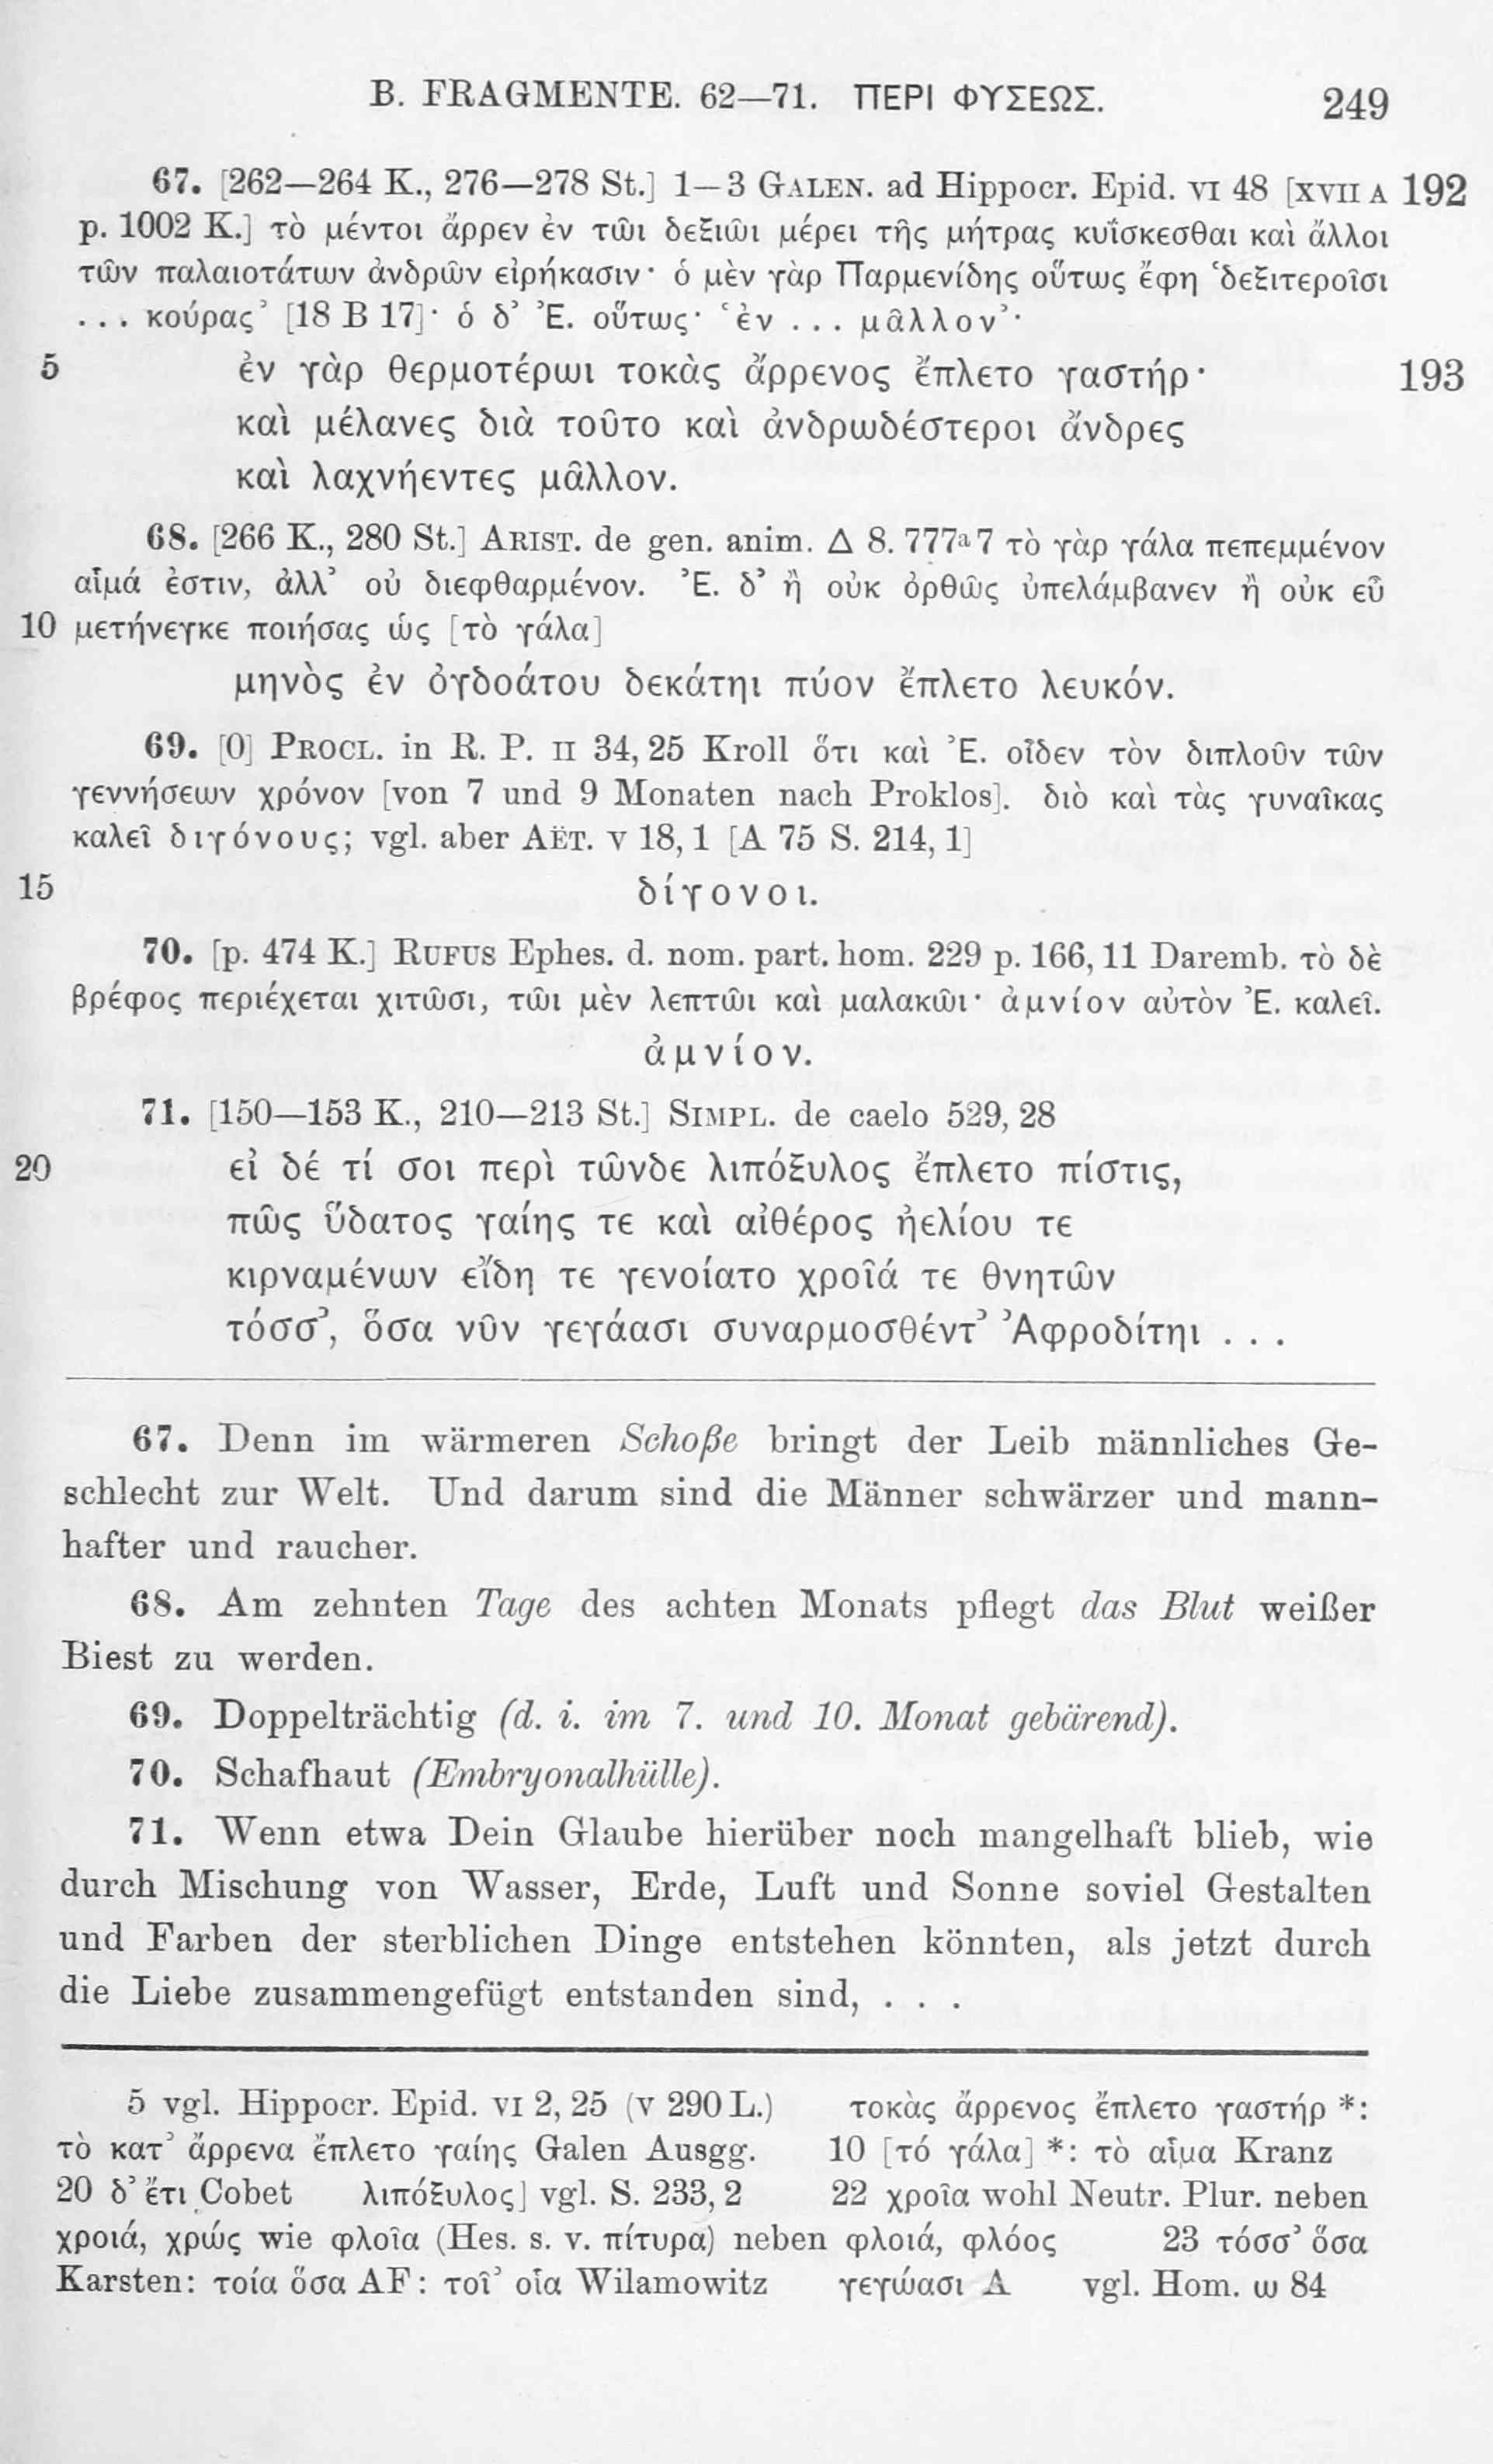 B. FRAGMENTE. 62—71. ΠΕΡΙ ΦΥΣΕΩΣ. 249
67. [262—264 K., 276—278 St.] 1—3 GALEN. ad Hippocr. Epid. VI 48 [XVII A 192
p. 1002 K.] τὸ μέντοι ἄρρεν ἐν τῶι δεξιῶι μέρει τῆς μήτρας κυΐσκεσθαι καὶ ἄλλοι
τῶν παλαιοτάτων ἀνδρῶν εἰρήκασιν· ὁ μὲν γὰρ Παρμενίδης οὕτως ἔφη ‘δεξιτεροῖσι
... κούρας’ [18 B 17]· ὁ δ’ Ἐ. οὕτως· ‘ἐν ... μᾶλλον’·
5 ἐν γὰρ θερμοτέρωι τοκὰς ἄρρενος ἔπλετο γαστήρ· 193
καὶ μέλανες διὰ τοῦτο καὶ ἀνδρωδέστεροι ἄνδρες
καὶ λαχνήεντες μᾶλλον.
68. [266 K., 280 St.] ARIST. de gen. anim. Δ 8. 777ᵃ7 τὸ γὰρ γάλα πεπεμμένον
αἷμά ἐστιν, ἀλλ’ οὐ διεφθαρμένον. Ἐ. δ’ ἢ οὐκ ὀρθῶς ὑπελάμβανεν ἢ οὐκ εὖ
10 μετήνεγκε ποιήσας ὡς [τὸ γάλα]
μηνὸς ἐν ὀγδοάτου δεκάτηι πύον ἔπλετο λευκόν.
69. [0] PROCL. in R. P. II 34, 25 Kroll ὅτι καὶ Ἐ. οἶδεν τὸν διπλοῦν τῶν
γεννήσεων χρόνον [von 7 und 9 Monaten nach Proklos]. διὸ καὶ τὰς γυναῖκας
καλεῖ διγόνους; vgl. aber AËT. V 18, 1 [A 75 S. 214, 1]
15 δίγονοι.
70. [p. 474 K.] RUFUS Ephes. d. nom. part. hom. 229 p. 166, 11 Daremb. τὸ δὲ
βρέφος περιέχεται χιτῶσι, τῶι μὲν λεπτῶι καὶ μαλακῶι· ἀμνίον αὐτὸν Ἐ. καλεῖ.
ἀμνίον.
71. [150—153 K., 210—213 St.] SIMPL. de caelo 529, 28
20 εἰ δέ τί σοι περὶ τῶνδε λιπόξυλος ἔπλετο πίστις,
πῶς ὕδατος γαίης τε καὶ αἰθέρος ἠελίου τε
κιρναμένων εἴδη τε γενοίατο χροῖά τε θνητῶν
τόσσ’, ὅσα νῦν γεγάασι συναρμοσθέντ’ Ἀφροδίτηι ...
67. Denn im wärmeren Schoße bringt der Leib männliches Ge-
schlecht zur Welt. Und darum sind die Männer schwärzer und mann-
hafter und raucher.
68. Am zehnten Tage des achten Monats pflegt das Blut weißer
Biest zu werden.
69. Doppelträchtig (d. i. im 7. und 10. Monat gebärend).
70. Schafhaut (Embryonalhülle).
71. Wenn etwa Dein Glaube hierüber noch mangelhaft blieb, wie
durch Mischung von Wasser, Erde, Luft und Sonne soviel Gestalten
und Farben der sterblichen Dinge entstehen könnten, als jetzt durch
die Liebe zusammengefügt entstanden sind, ...
5 vgl. Hippocr. Epid. VI 2, 25 (V 290 L.) τοκὰς ἄρρενος ἔπλετο γαστήρ *:
τὸ κατ’ ἄρρενα ἔπλετο γαίης Galen Ausgg. 10 [τό γάλα] *: τὸ αἷμα Kranz
20 δ’ ἔτι Cobet λιπόξυλος] vgl. S. 233, 2 22 χροῖα wohl Neutr. Plur. neben
χροιά, χρώς wie φλοῖα (Hes. s. v. πίτυρα) neben φλοιά, φλόος 23 τόσσ’ ὅσα
Karsten: τοία ὅσα AF: τοῖ’ οἷα Wilamowitz γεγώασι A vgl. Hom. ω 84